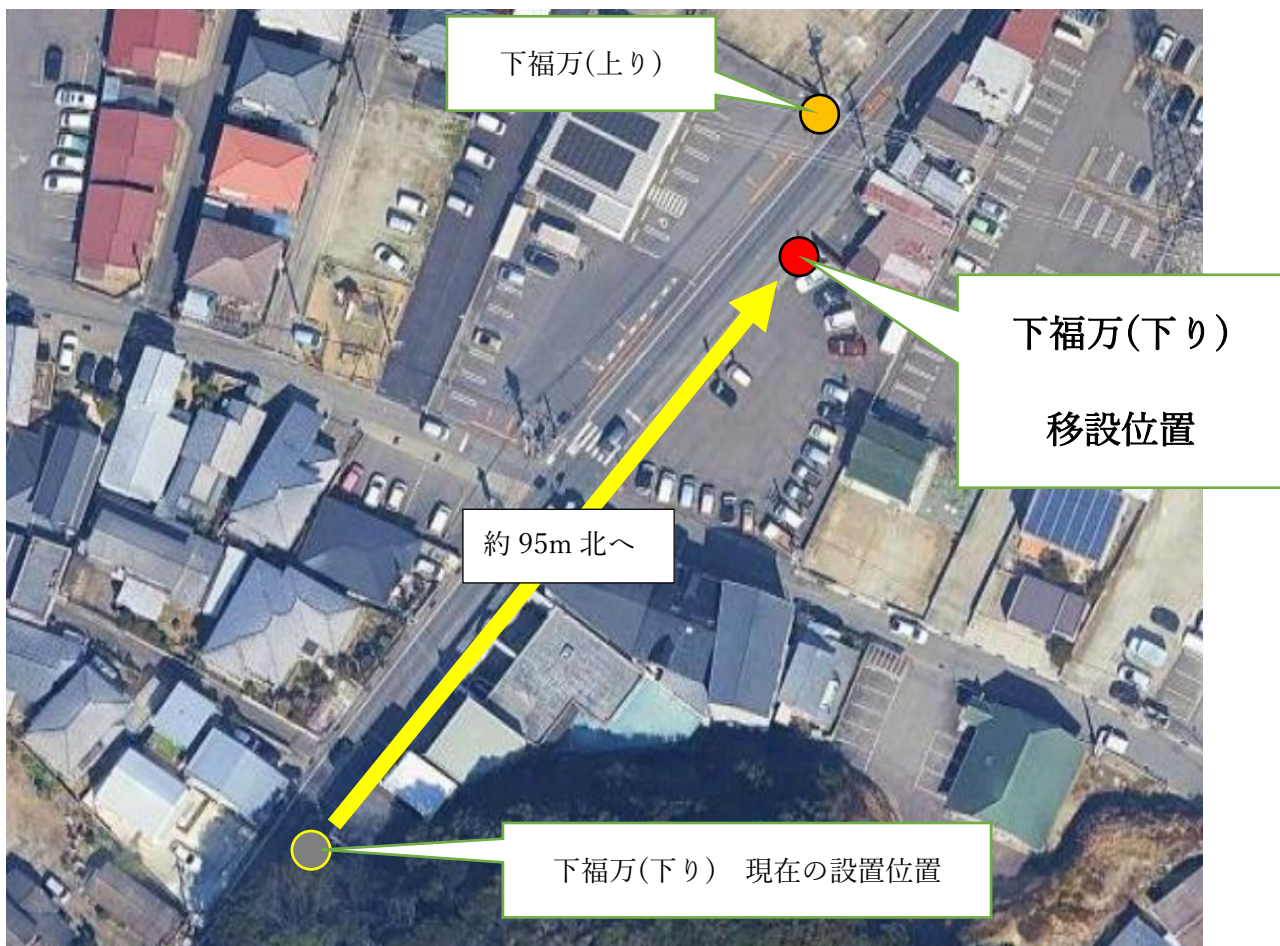 下福万(上り)
下福万(下り)
移設位置
約 95m 北へ
下福万(下り)　現在の設置位置